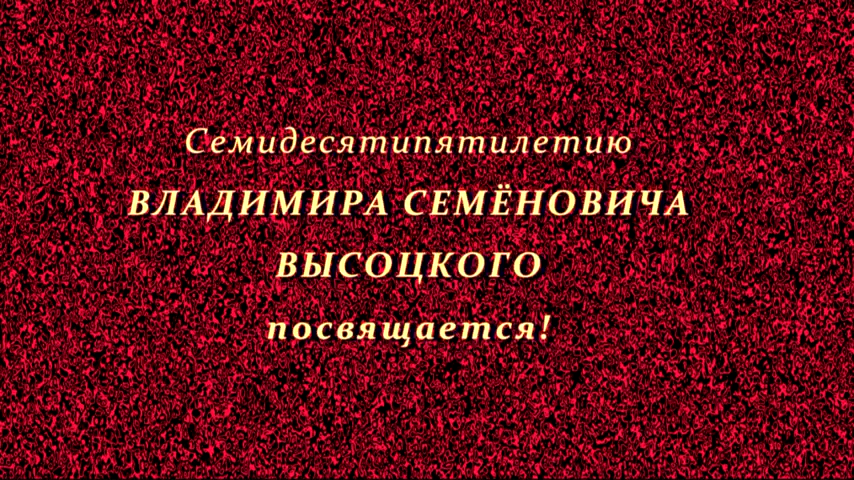 Семидесятипятилетию
ВЛАДИМИРА СЕМЁНОВИЧА
ВЫСОЦКОГО
посвящается!